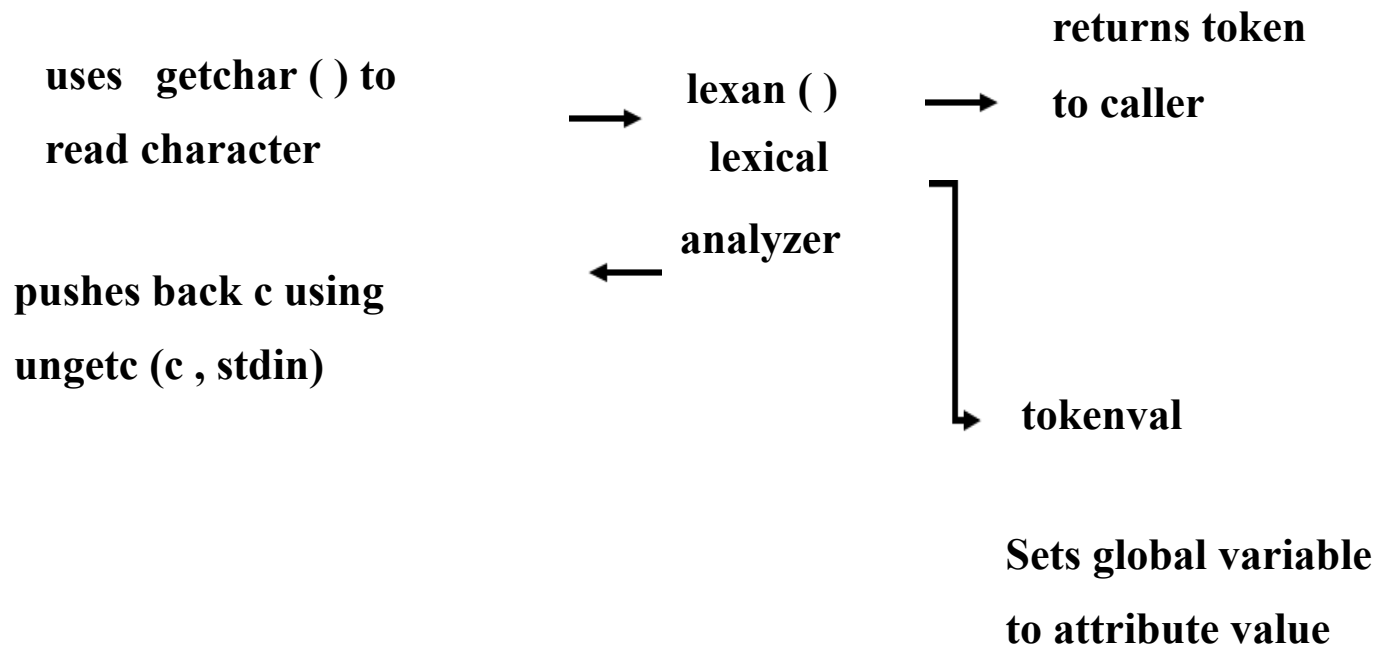 uses getchar ( ) to
read character
pushes back c using
ungetc (c , stdin)
lexan ( )
lexical
analyzer
returns token
to caller
tokenval
Sets global variable
to attribute value